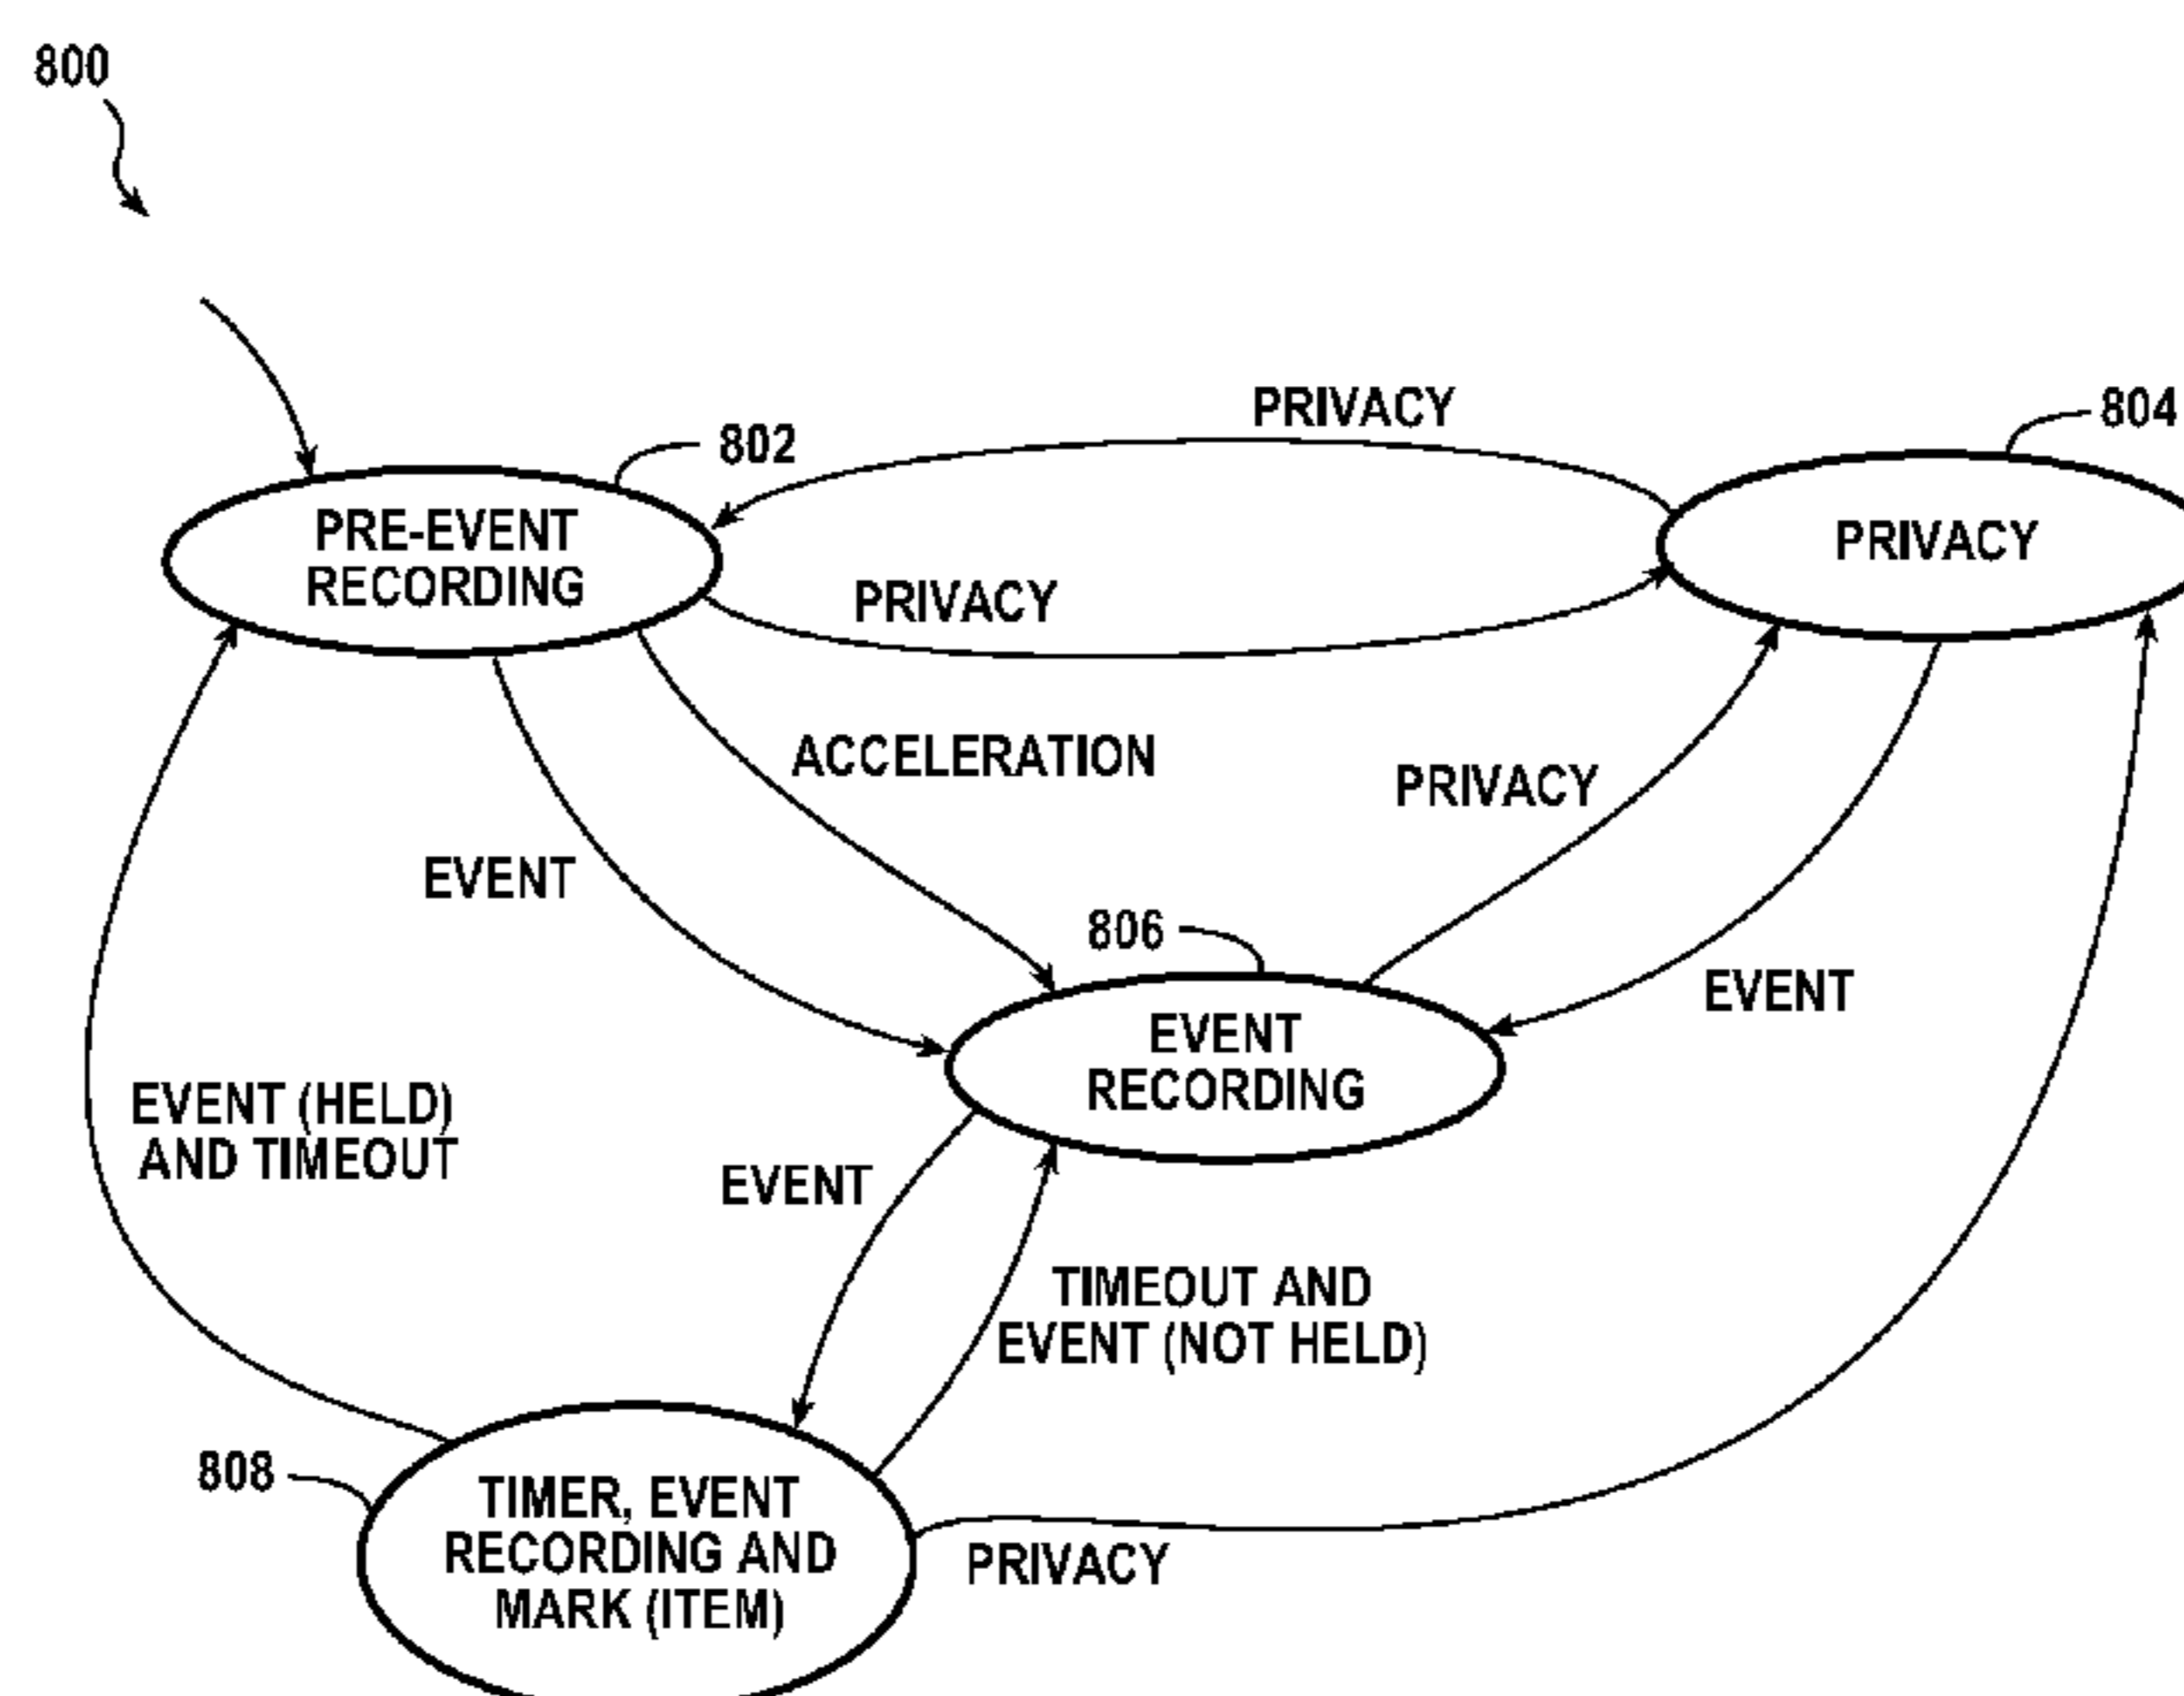 800
PRIVACY
804
802
PRE-EVENT
RECORDING
PRIVACY
PRIVACY
ACCELERATION
PRIVACY
EVENT
806
EVENT
EVENT
RECORDING
EVENT (HELD)
AND TIMEOUT
EVENT
TIMEOUT AND
EVENT (NOT HELD)
808
TIMER, EVENT
RECORDING AND
MARK (ITEM)
PRIVACY